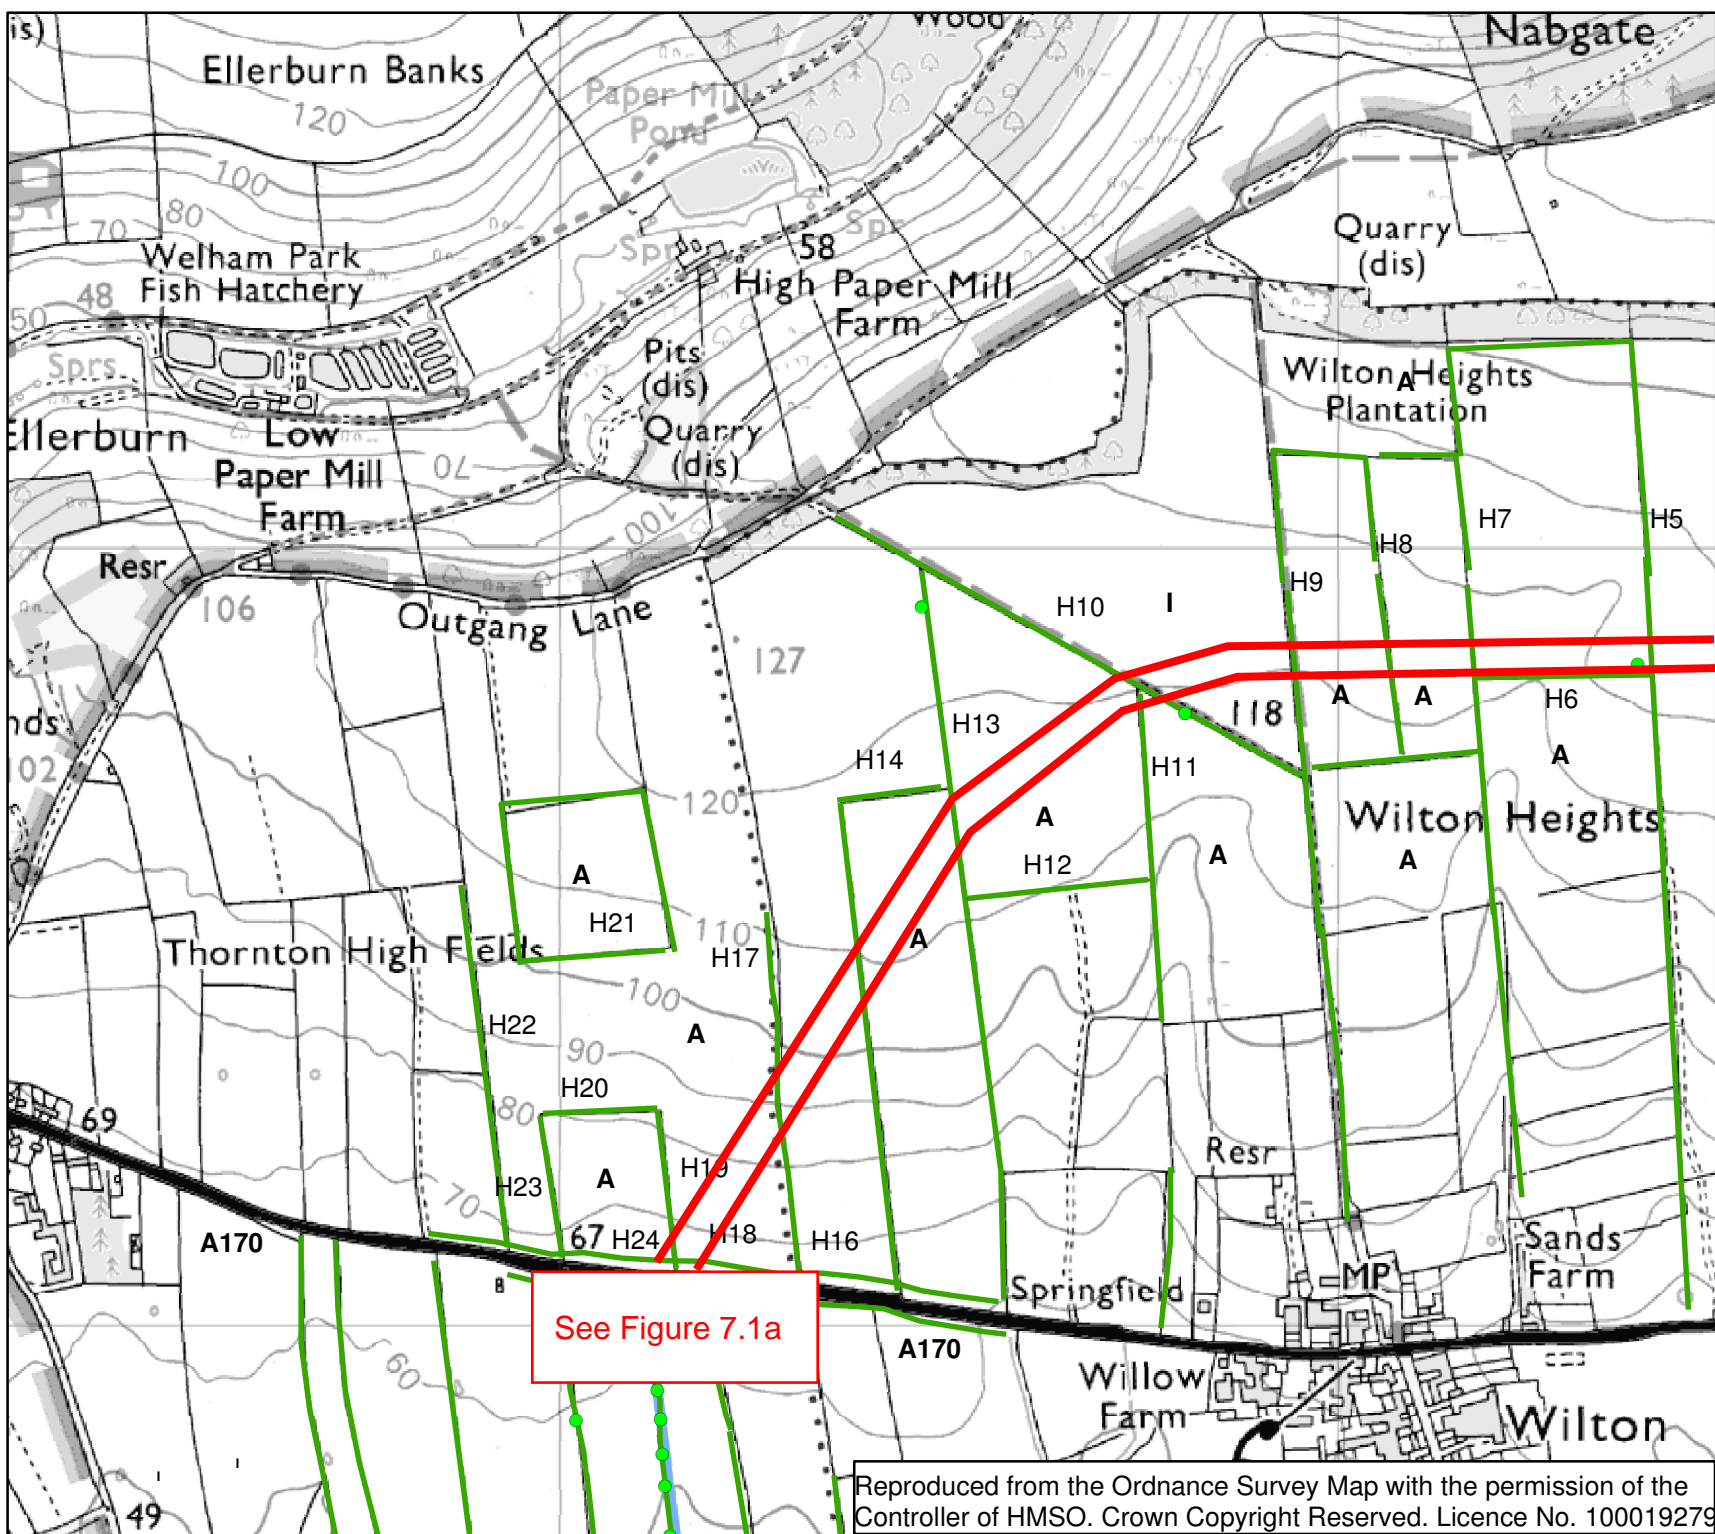 is)
Ellerburn Banks
120
Paper Mill
Pond
Wood
Nabgate
100
80
70
Welham Park
Fish Hatchery
48
50
Sprs
Spr
Spr
58
High Paper Mill
Farm
Quarry
(dis)
Pits
(dis)
Quarry
(dis)
Wilton Heights
Plantation
A
Ellerburn
Low
Paper Mill
Farm
70
100
Resr
106
Outgang Lane
127
H10
I
H9
H8
H7
H5
nds
102
H13
H14
H11
118
A
A
H6
A
120
A
Wilton Heights
A
A
H12
A
H21
110
A
H17
Thornton High Fields
100
H22
A
90
H20
80
69
H19
A
H23
70
Resr
A170
67
H24
H18
H16
Sands
Farm
MP
Springfield
See Figure 7.1a
A170
60
Willow
Farm
Wilton
49
Reproduced from the Ordnance Survey Map with the permission of the
Controller of HMSO. Crown Copyright Reserved. Licence No. 100019279